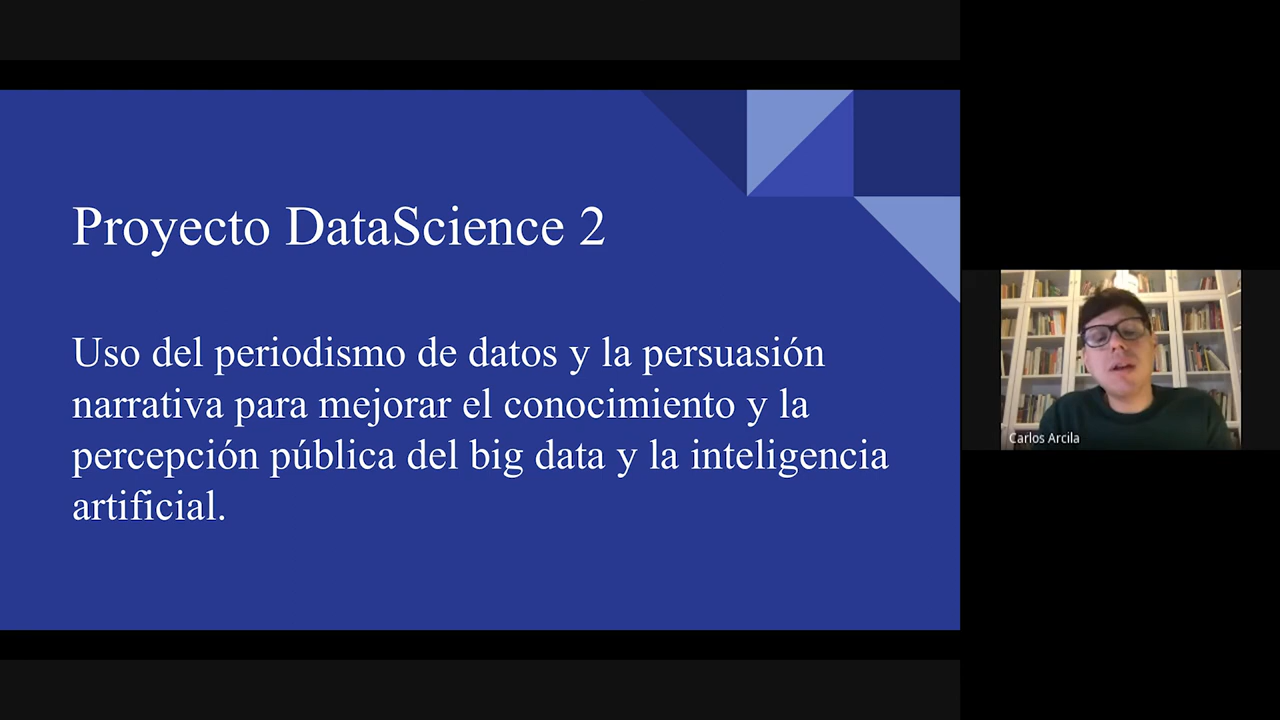 Proyecto DataScience 2
Uso del periodismo de datos y la persuasión
narrativa para mejorar el conocimiento y la
percepción pública del big data y la inteligencia
artificial.
Carlos Arcila